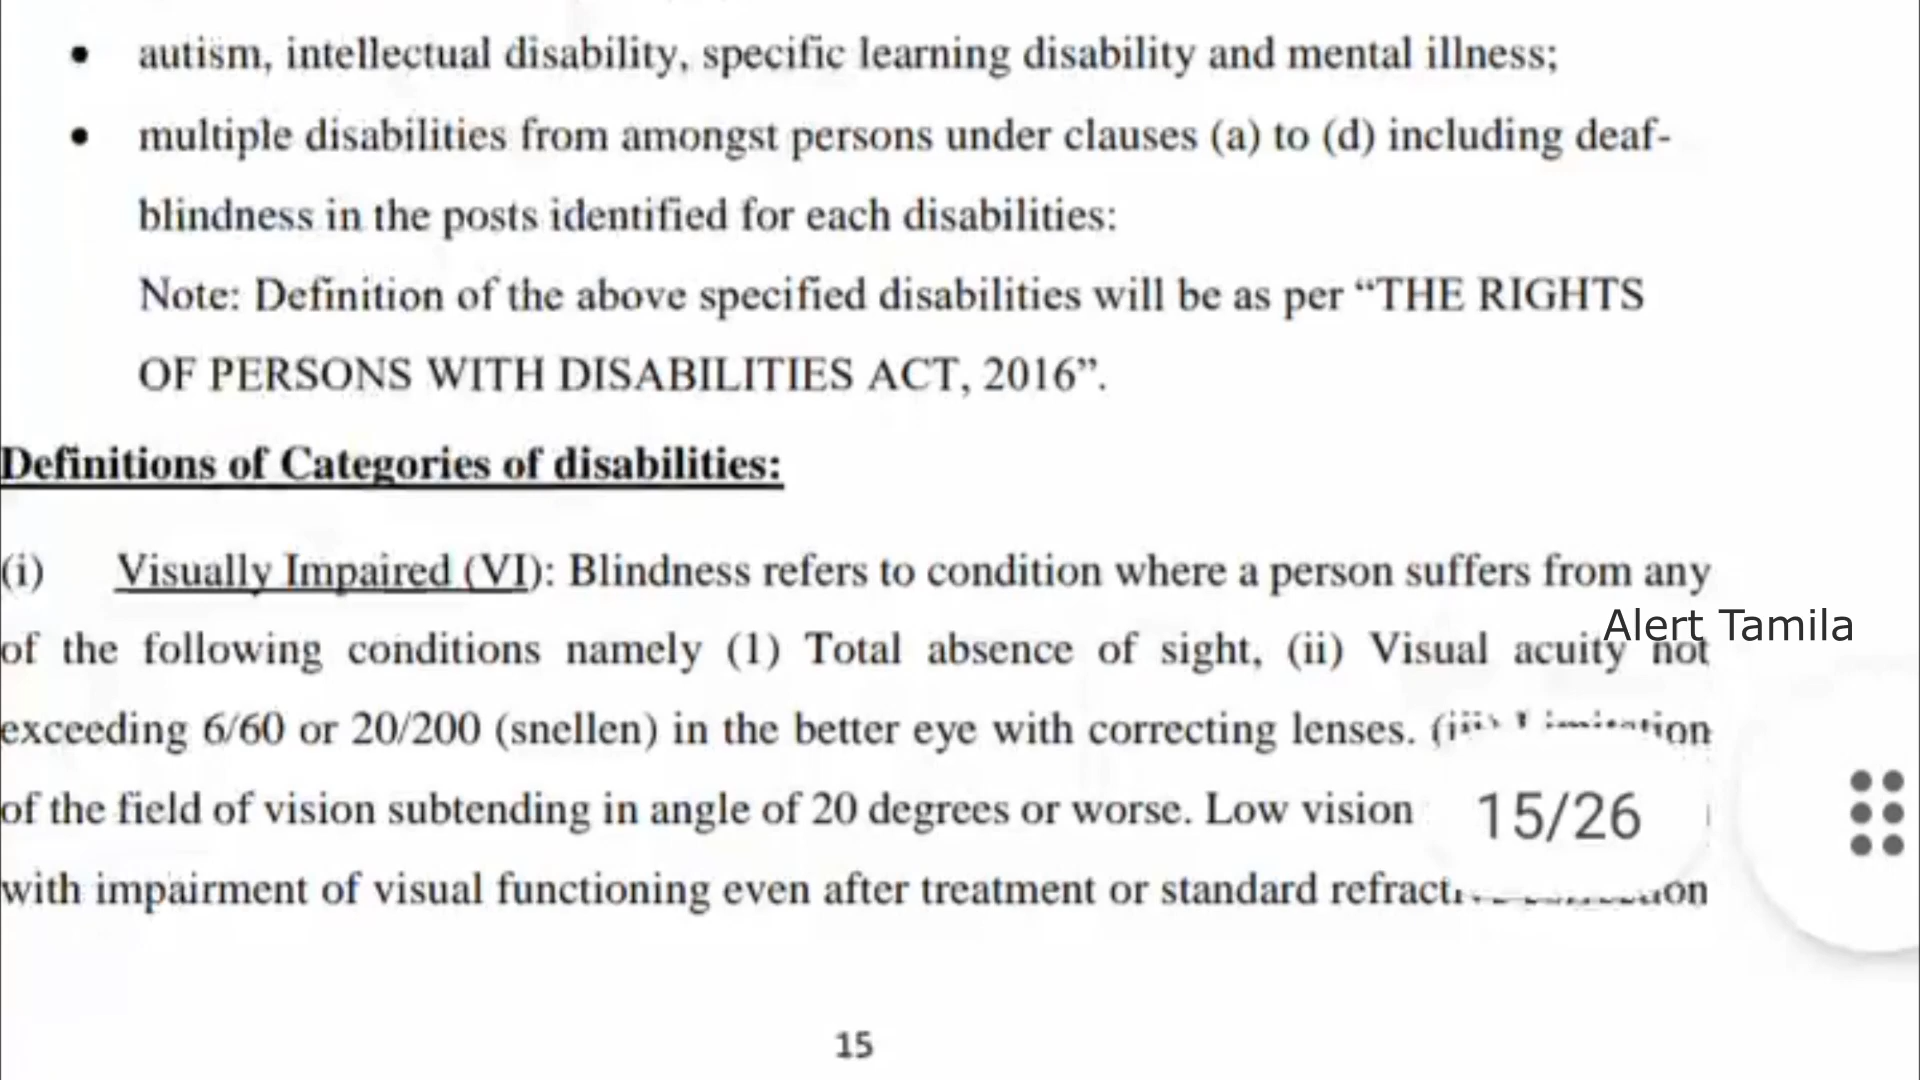 • autism, intellectual disability, specific learning disability and mental illness;
• multiple disabilities from amongst persons under clauses (a) to (d) including deaf-
blindness in the posts identified for each disabilities:
Note: Definition of the above specified disabilities will be as per “THE RIGHTS
OF PERSONS WITH DISABILITIES ACT, 2016”.
Definitions of Categories of disabilities:
(i) Visually Impaired (VI): Blindness refers to condition where a person suffers from any
Alert Tamila
of the following conditions namely (1) Total absence of sight, (ii) Visual acuity not
exceeding 6/60 or 20/200 (snellen) in the better eye with correcting lenses.
of the field of vision subtending in angle of 20 degrees or worse. Low vision
15/26
with impairment of visual functioning even after treatment or standard
15